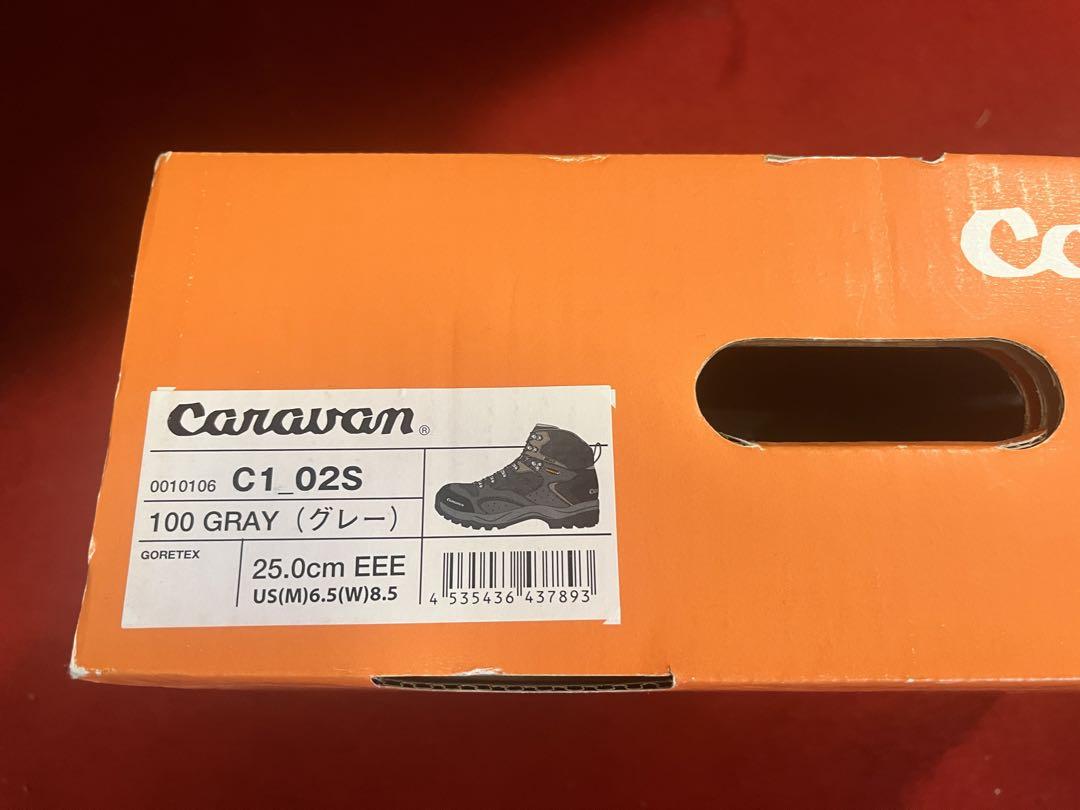 Caravan®
0010106 C1_02S
100 GRAY（グレー）
GORETEX
25.0cm EEE
US(M)6.5(W)8.5
4 535436 437893